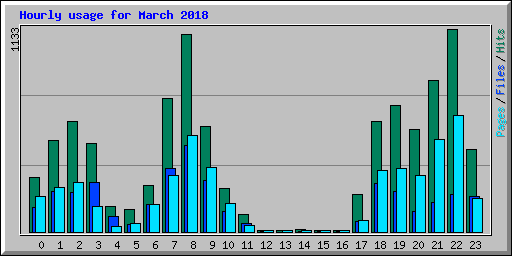 Hourly usage for March 2018
1133
Pages/Files/Hits
0 1 2 3 4 5 6 7 8 9 10 11 12 13 14 15 16 17 18 19 20 21 22 23